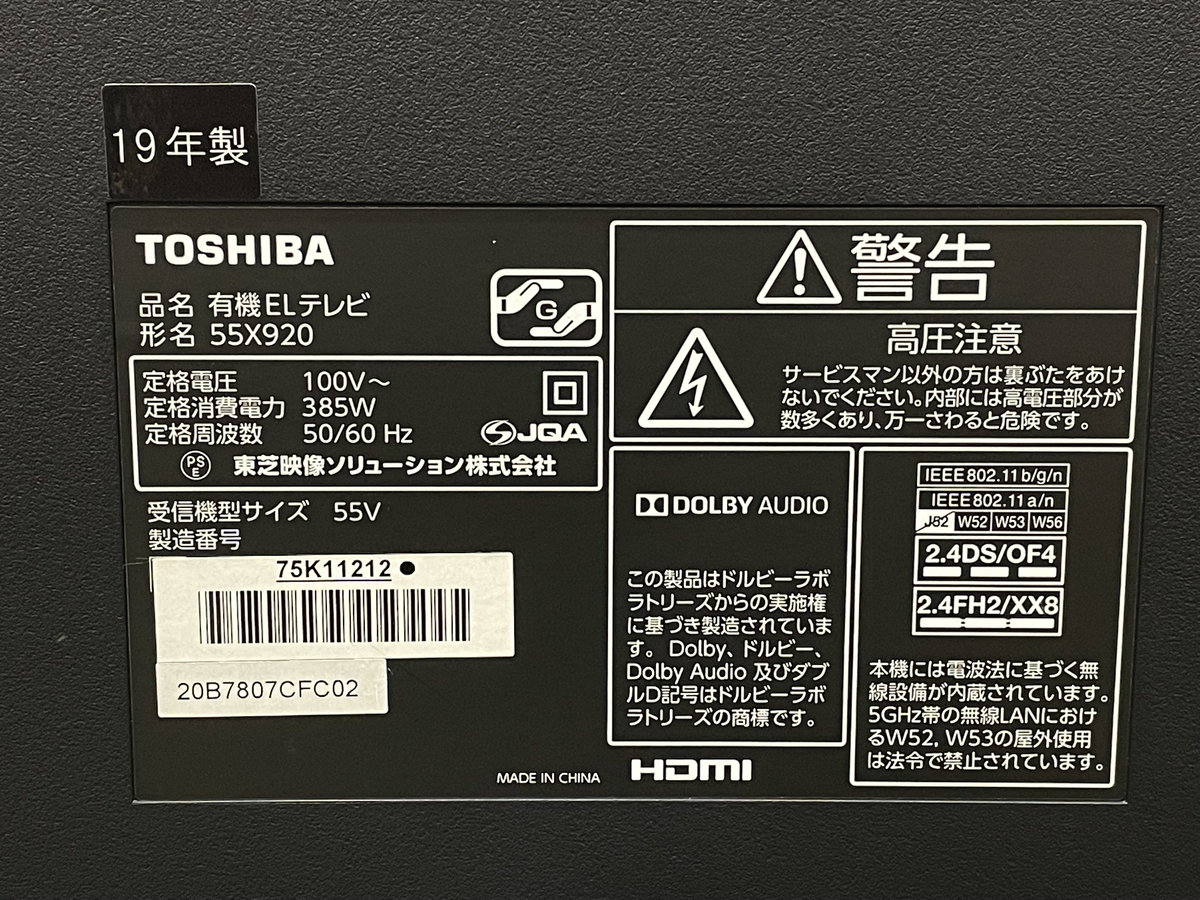 19年製
TOSHIBA
品名 有機ELテレビ
形名 55X920
G
定格電圧 100V～
定格消費電力 385W
定格周波数 50/60 Hz
JQA
PS
E
東芝映像ソリューション株式会社
受信機型サイズ 55V
製造番号
75K11212 ●
20B7807CFC02
MADE IN CHINA
警告
高圧注意
サービスマン以外の方は裏ぶたをあけ
ないでください。内部には高電圧部分が
数多くあり、万一さわると危険です。
DOLBY AUDIO
この製品はドルビーラボ
ラトリーズからの実施権
に基づき製造されていま
す。Dolby、ドルビー、
Dolby Audio 及びダブ
ルD記号はドルビーラボ
ラトリーズの商標です。
HDMI
IEEE802.11b/g/n
IEEE802.11a/n
J52 W52 W53 W56
2.4DS/OF4
2.4FH2/XX8
本機には電波法に基づく無
線設備が内蔵されています。
5GHz帯の無線LANにおけ
るW52, W53の屋外使用
は法令で禁止されています。